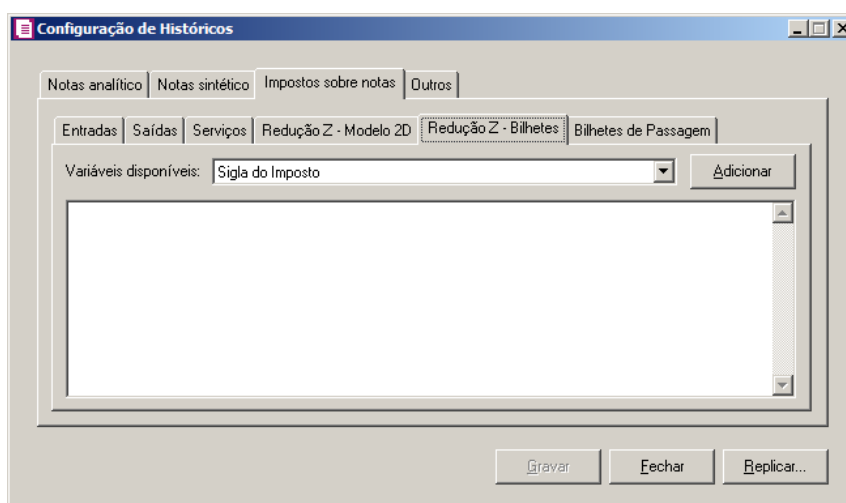 Configuração de Históricos
Notas analítico Notas sintético Impostos sobre notas Outros
Entradas Saídas Serviços Redução Z - Modelo 2D Redução Z - Bilhetes Bilhetes de Passagem
Variáveis disponíveis: Sigla do Imposto Adicionar
Gravar Fechar Replicar...